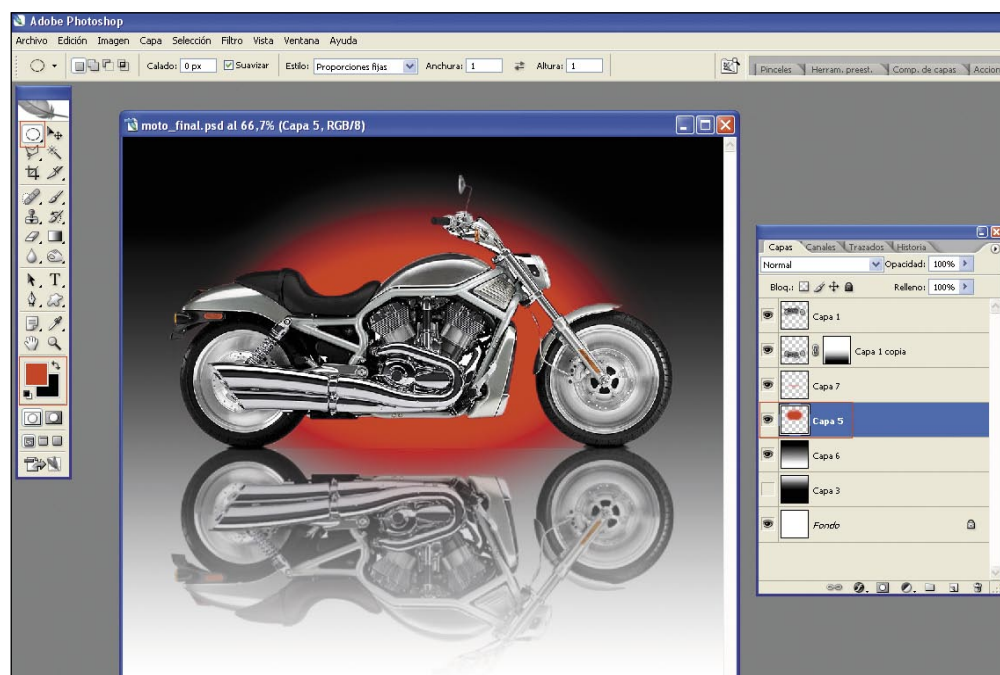 Adobe Photoshop
Archivo Edición Imagen Capa Selección Filtro Vista Ventana Ayuda
Calado: 0 px Suavizar Estilo: Proporciones fijas Anchura: 1 Altura: 1
Pinceles Herram. preest. Comp. de capas Accion
moto_final.psd al 66,7% (Capa 5, RGB/8)
Capas Canales Trazados Historia
Normal Opacidad: 100%
Bloq.: Relleno: 100%
Capa 1
Capa 1 copia
Capa 7
Capa 5
Capa 6
Capa 3
Fondo